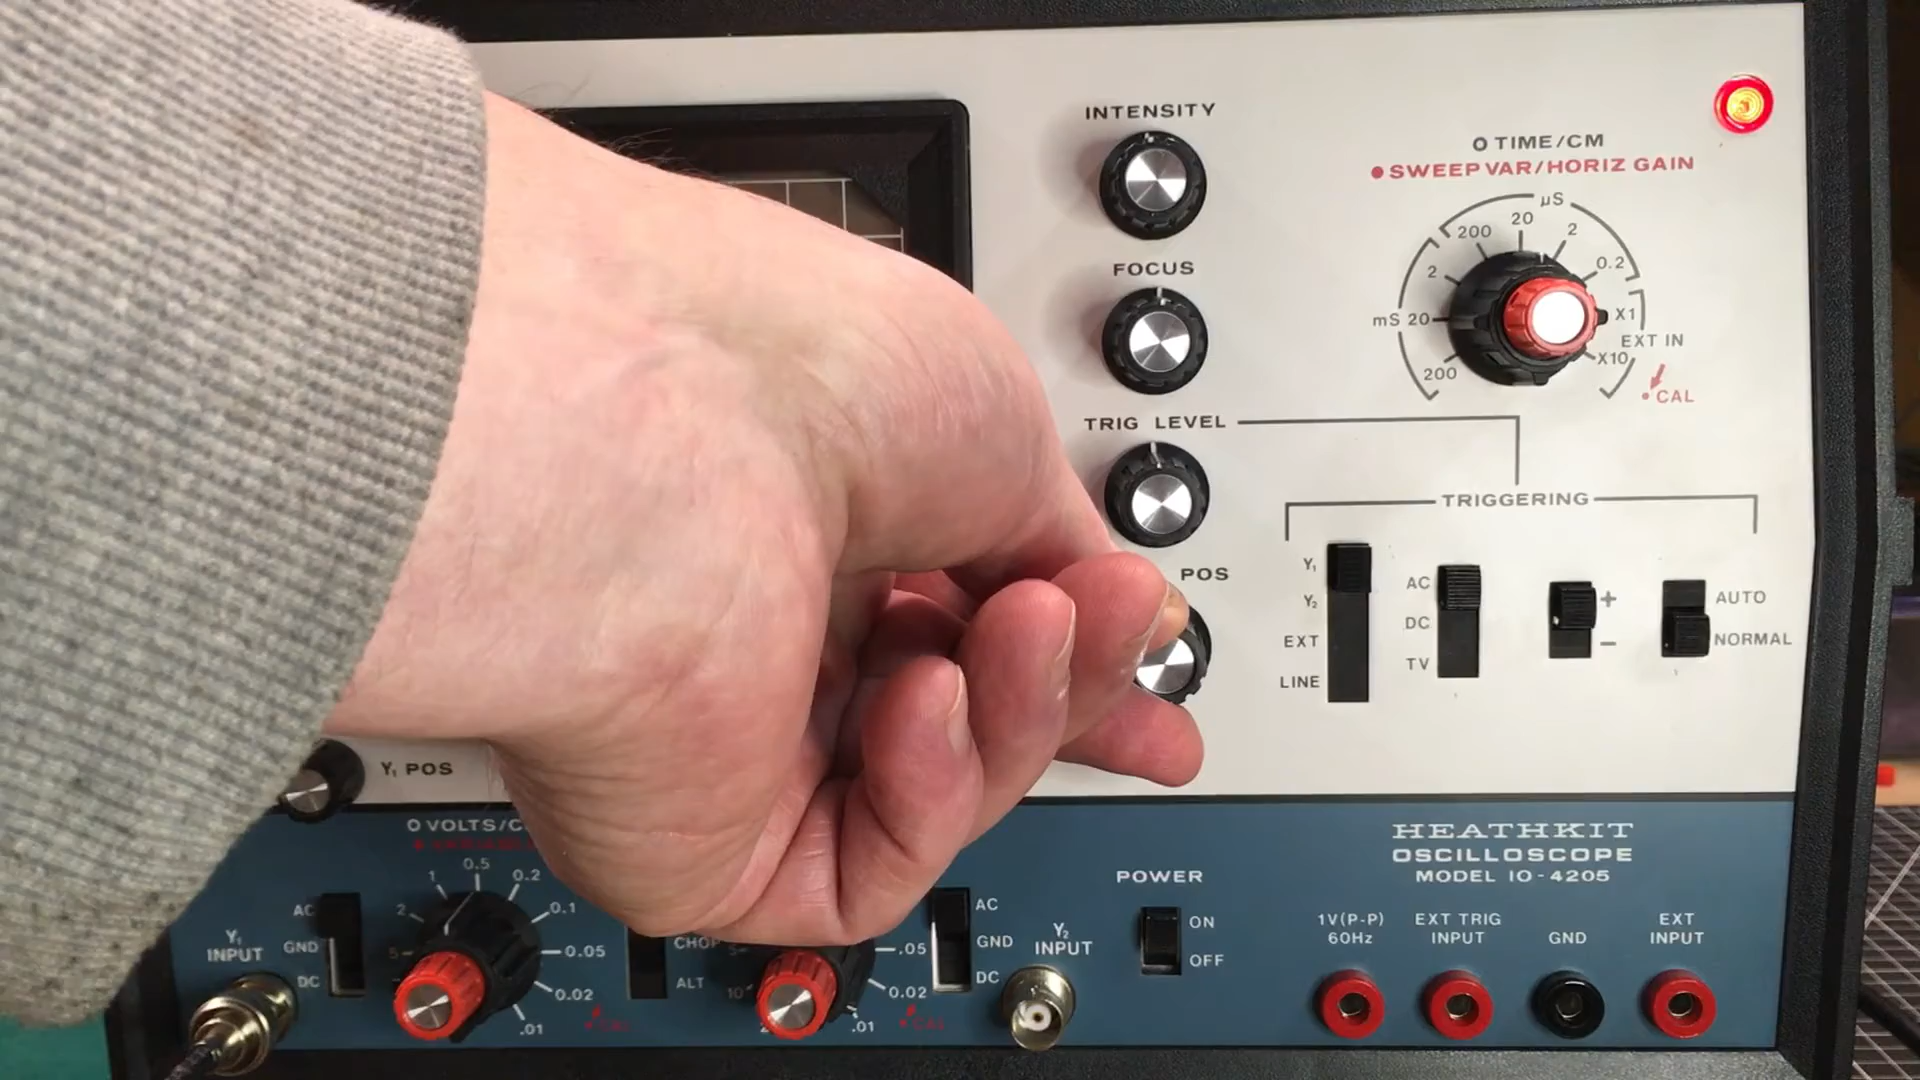 INTENSITY
O TIME/CM
● SWEEP VAR/HORIZ GAIN
µS
20
200
2
0.2
FOCUS
2
mS 20
X1
EXT IN
X10
200
CAL
TRIG LEVEL
TRIGGERING
Y₁
AC
+
AUTO
POS
Y₂
DC
EXT
−
NORMAL
LINE
TV
Y₁ POS
O VOLTS/C
HEATHKIT
OSCILLOSCOPE
MODEL IO-4205
0.5
1
0.2
POWER
2
0.1
AC
AC
ON
1V(P-P)
60Hz
EXT TRIG
INPUT
GND
EXT
INPUT
Y₁
INPUT
GND
5
0.05
CHOP
.05
GND
Y₂
INPUT
OFF
DC
0.02
ALT
10
0.02
DC
.01
CAL
2
.01
CAL